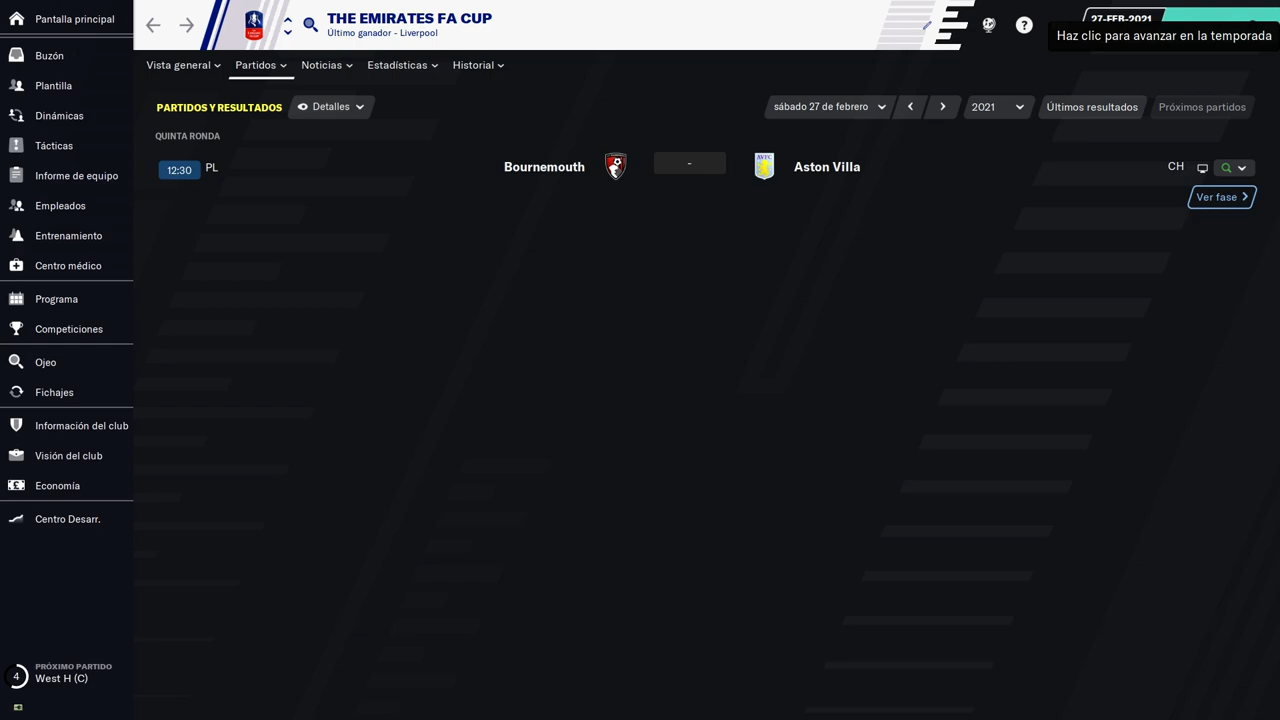 Pantalla principal
Buzón
Plantilla
Dinámicas
Tácticas
Informe de equipo
Empleados
Entrenamiento
Centro médico
Programa
Competiciones
Ojeo
Fichajes
Información del club
Visión del club
Economía
Centro Desarr.
4
PRÓXIMO PARTIDO
West H (C)
THE EMIRATES FA CUP
Último ganador - Liverpool
27-FEB-2021
Haz clic para avanzar en la temporada
Vista general
Partidos
Noticias
Estadísticas
Historial
PARTIDOS Y RESULTADOS
Detalles
sábado 27 de febrero
2021
Últimos resultados
Próximos partidos
QUINTA RONDA
12:30 PL Bournemouth - Aston Villa CH
AVFC
Ver fase